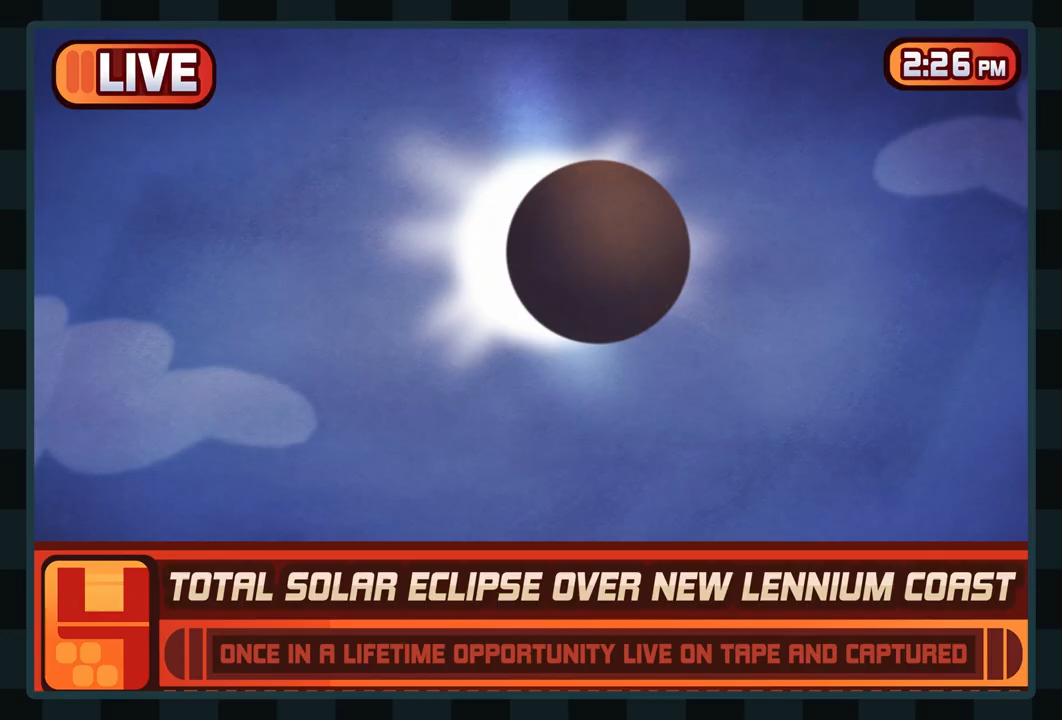 LIVE
2:26 PM
4
TOTAL SOLAR ECLIPSE OVER NEW LENNIUM COAST
ONCE IN A LIFETIME OPPORTUNITY LIVE ON TAPE AND CAPTURED